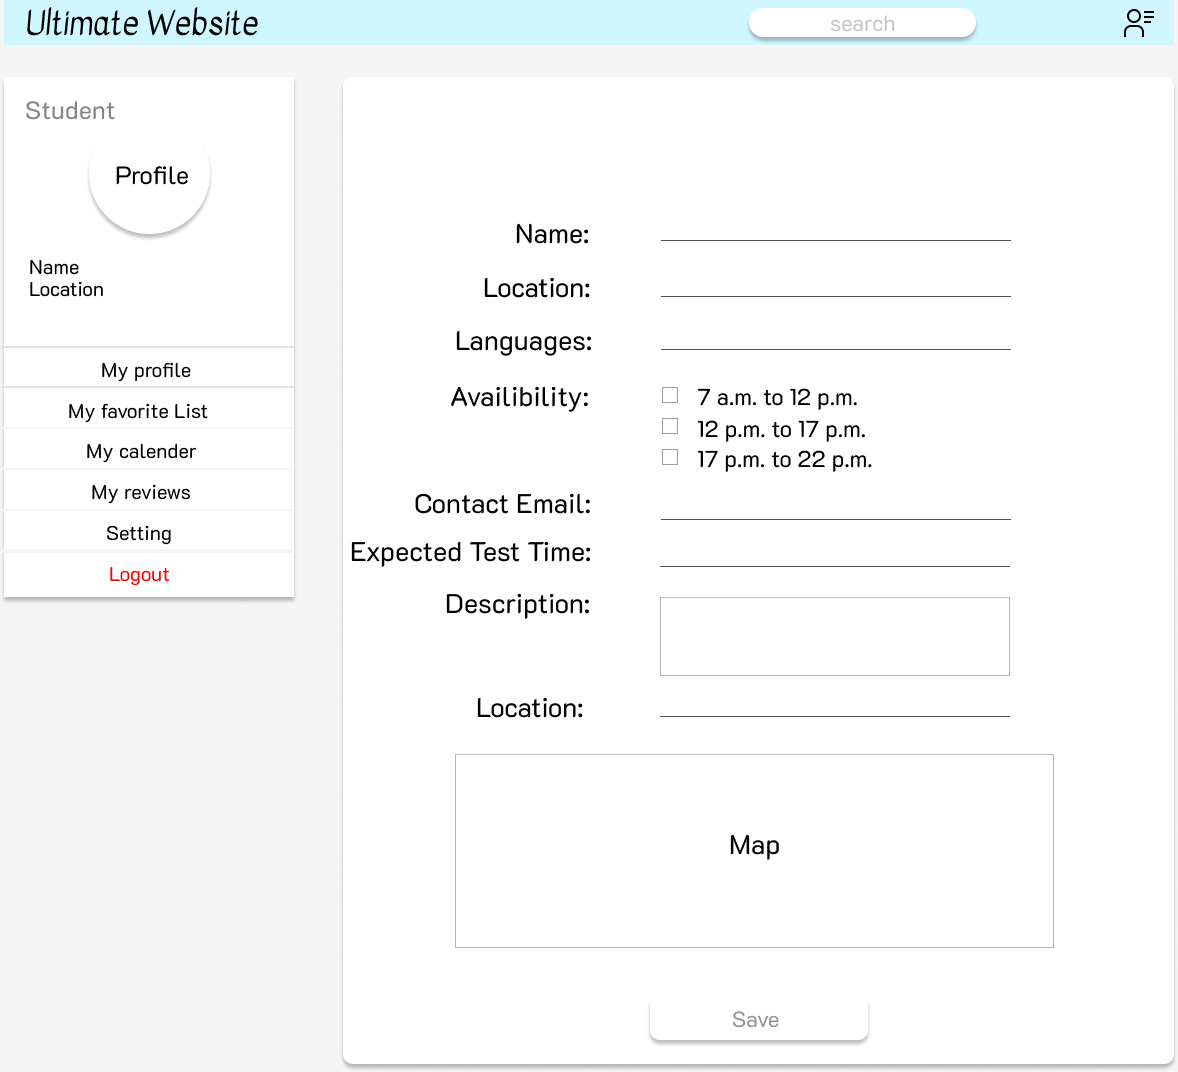 Ultimate Website
search
Student
Profile
Name
Location
My profile
My favorite List
My calender
My reviews
Setting
Logout
Name:
Location:
Languages:
Availibility:
7 a.m. to 12 p.m.
12 p.m. to 17 p.m.
17 p.m. to 22 p.m.
Contact Email:
Expected Test Time:
Description:
Location:
Map
Save